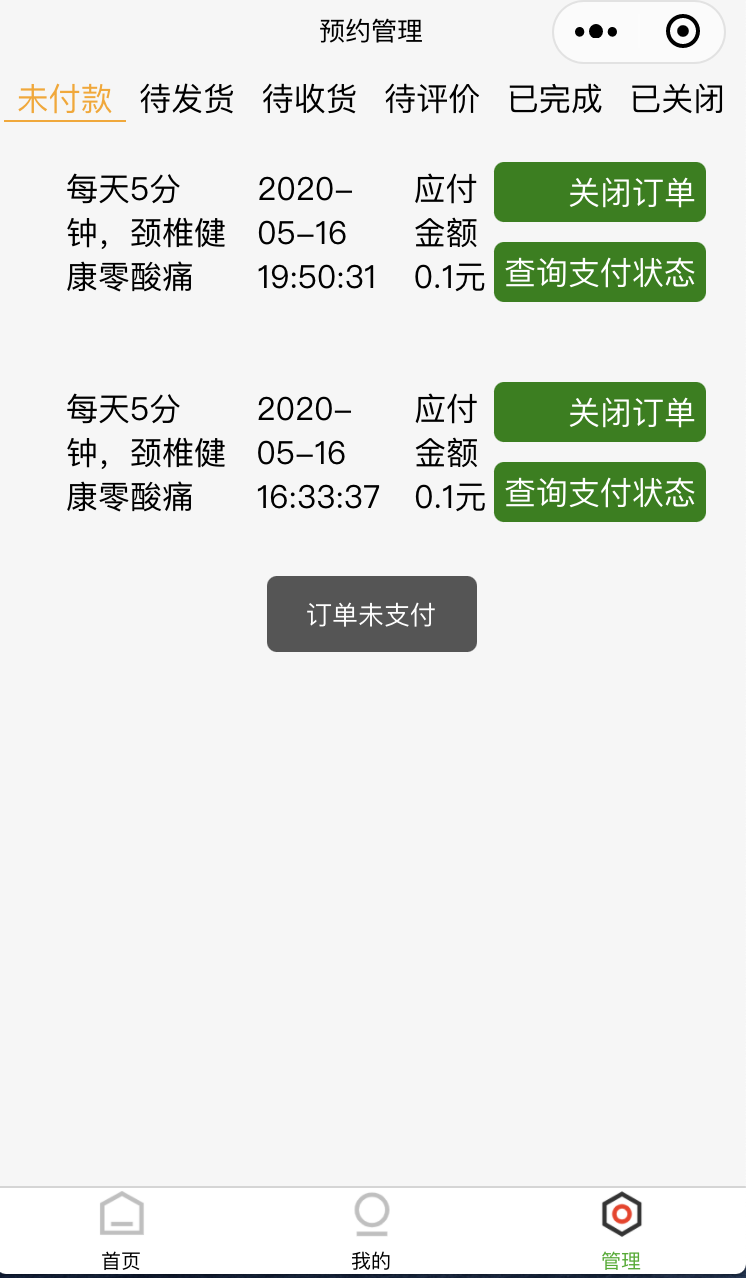 预约管理
未付款 待发货 待收货 待评价 已完成 已关闭
每天5分
钟，颈椎健
康零酸痛
2020-
05-16
19:50:31
应付
金额
0.1元
关闭订单
查询支付状态
每天5分
钟，颈椎健
康零酸痛
2020-
05-16
16:33:37
应付
金额
0.1元
关闭订单
查询支付状态
订单未支付
首页 我的 管理